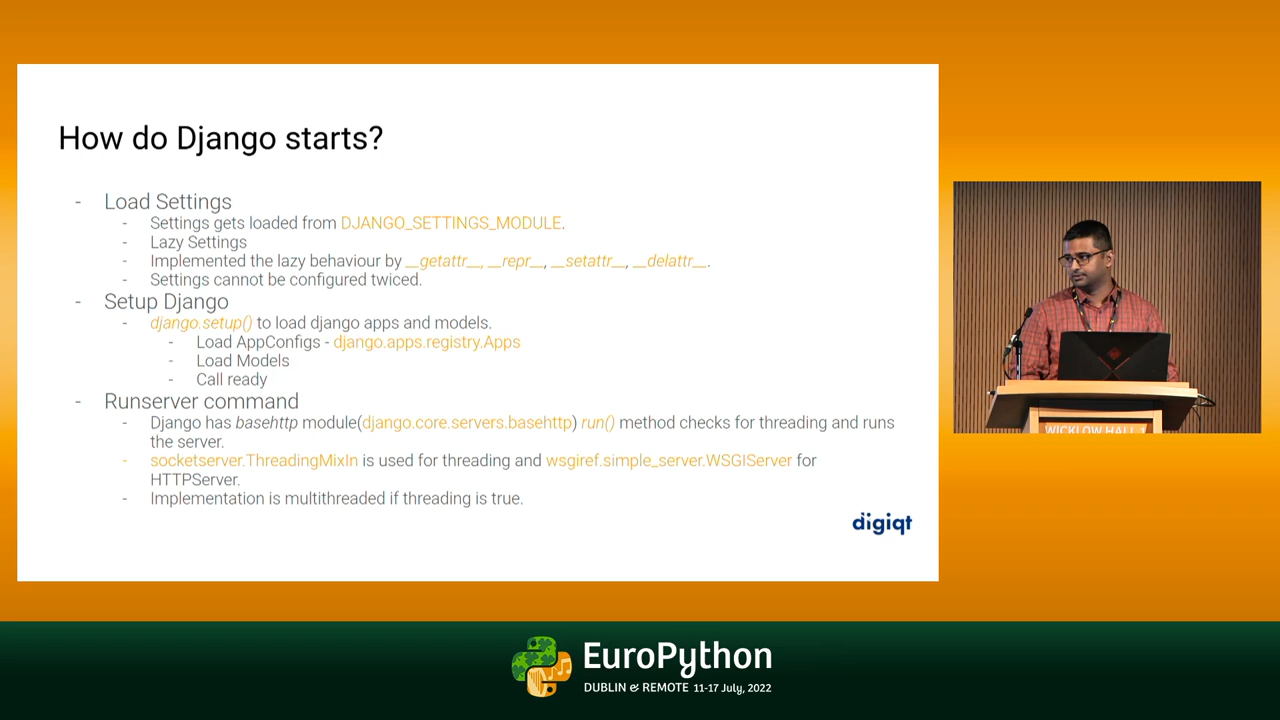 How do Django starts?
- Load Settings
- Settings gets loaded from DJANGO_SETTINGS_MODULE.
- Lazy Settings
- Implemented the lazy behaviour by __getattr__, __repr__, __setattr__, __delattr__.
- Settings cannot be configured twiced.
- Setup Django
- django.setup() to load django apps and models.
- Load AppConfigs - django.apps.registry.Apps
- Load Models
- Call ready
- Runserver command
- Django has basehttp module(django.core.servers.basehttp) run() method checks for threading and runs
the server.
- socketserver.ThreadingMixIn is used for threading and wsgiref.simple_server.WSGIServer for
HTTPServer.
- Implementation is multithreaded if threading is true.
digiqt
WICKLOW HALL 1
EuroPython
DUBLIN & REMOTE 11-17 July, 2022